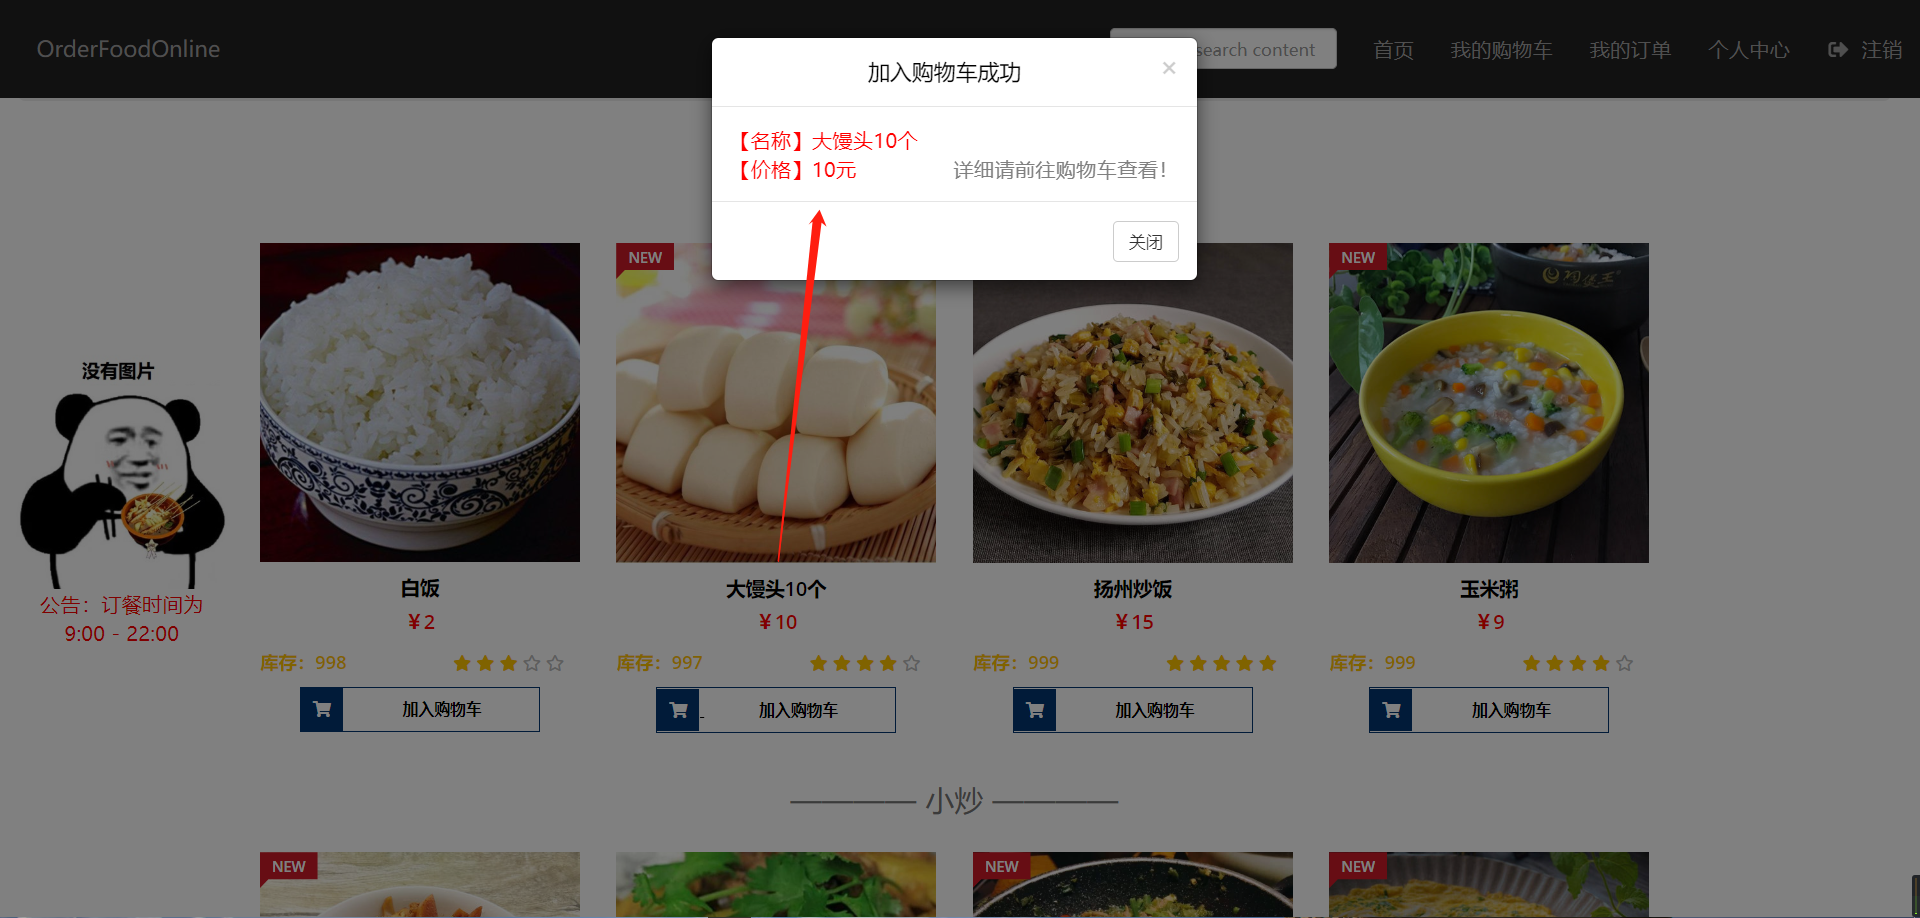 OrderFoodOnline
search content
首页
我的购物车
我的订单
个人中心
注销
加入购物车成功
×
【名称】大馒头10个
【价格】10元
详细请前往购物车查看!
关闭
没有图片
公告：订餐时间为
9:00 - 22:00
白饭
¥2
库存：998
加入购物车
NEW
大馒头10个
¥10
库存：997
加入购物车
扬州炒饭
¥15
库存：999
加入购物车
NEW
玉米粥
¥9
库存：999
加入购物车
———— 小炒 ————
NEW
NEW
NEW